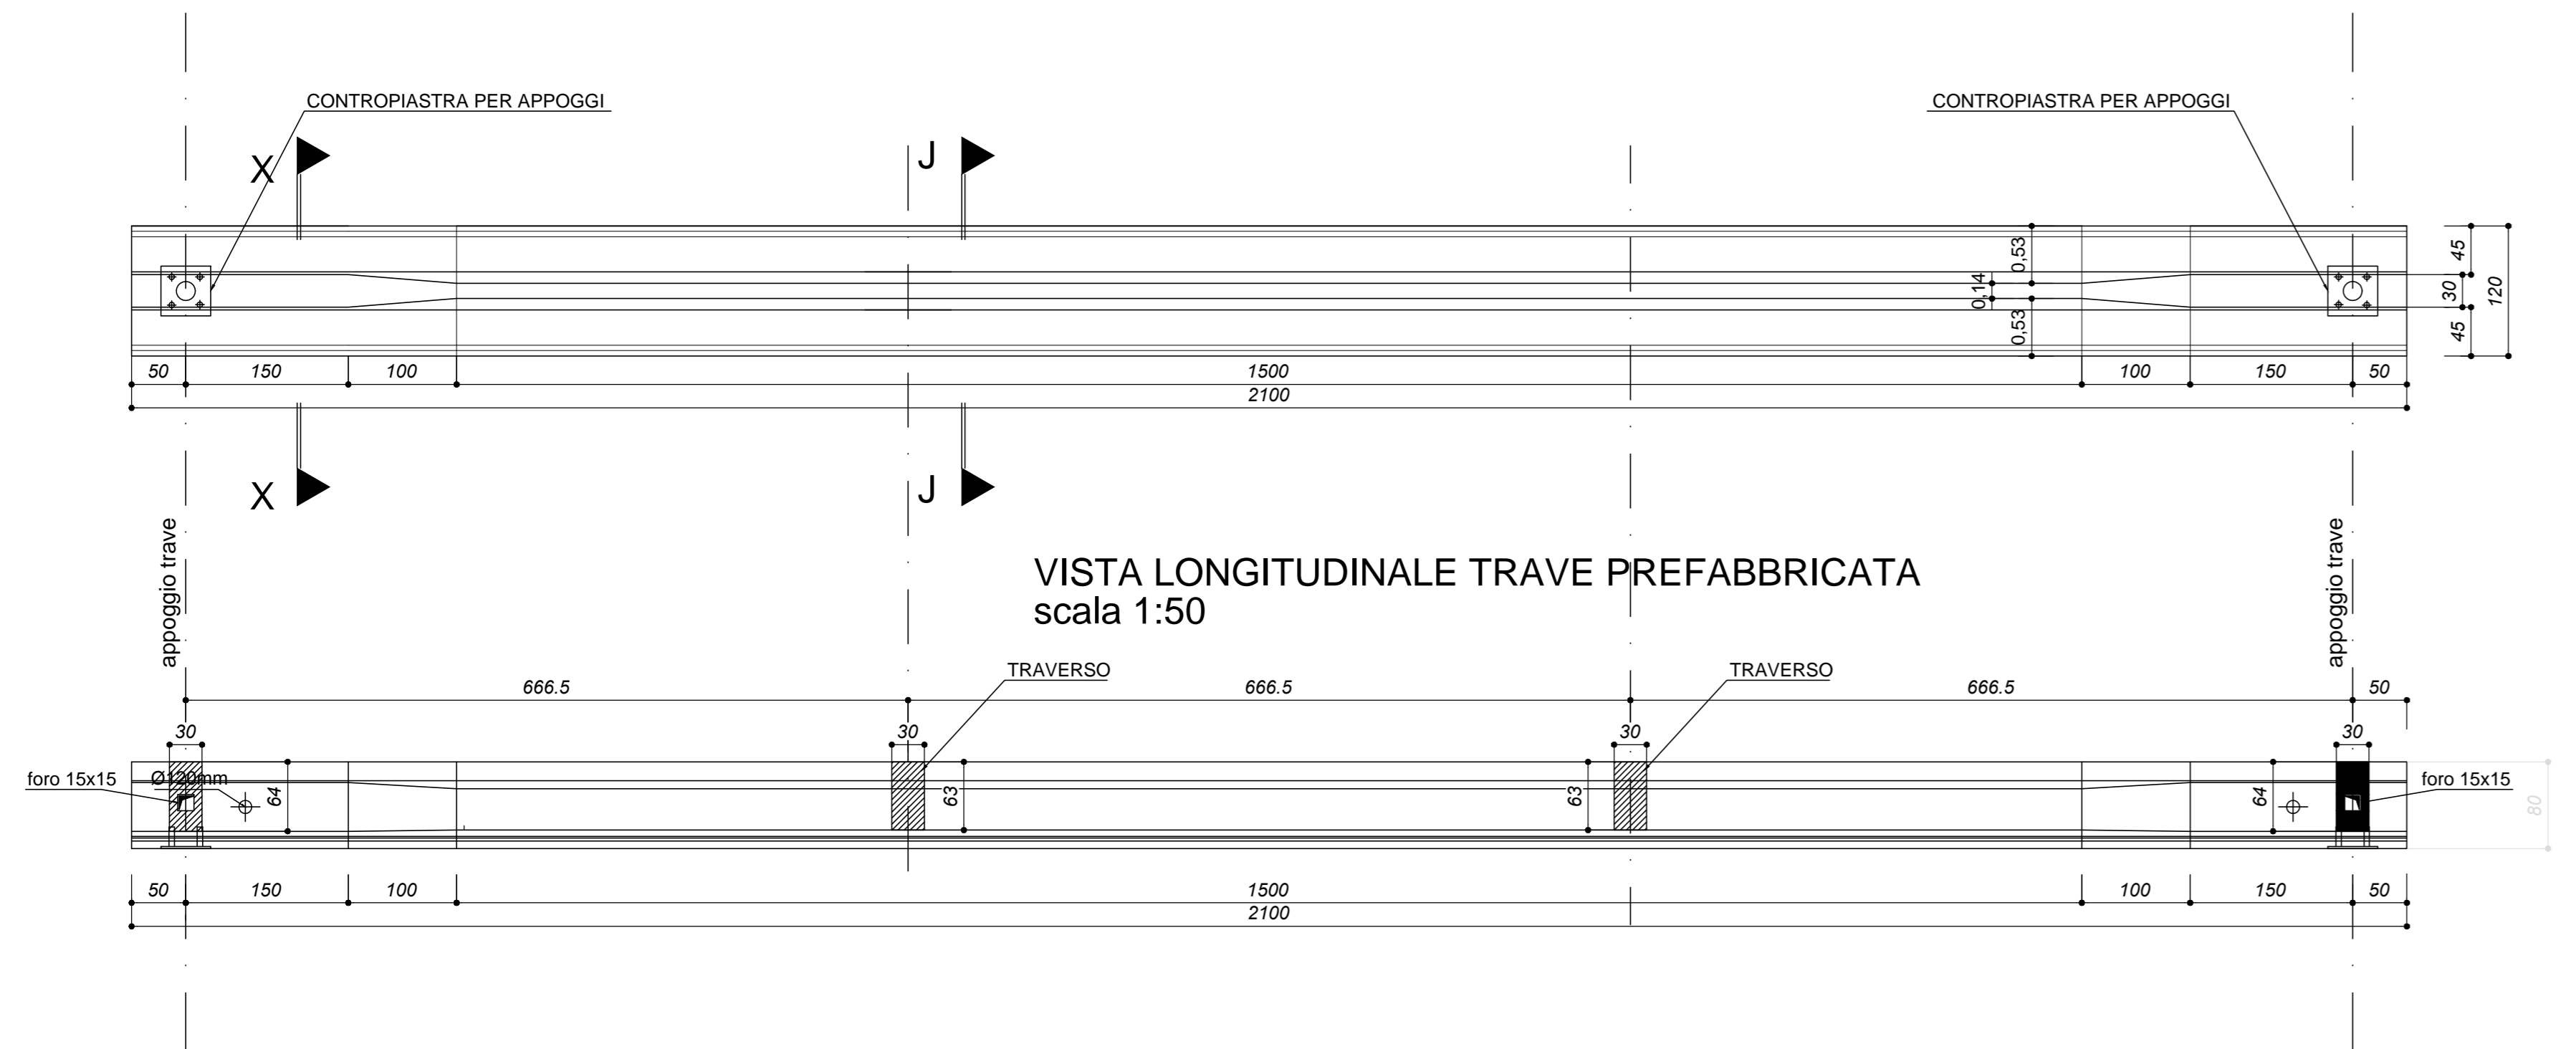 CONTROPIASTRA PER APPOGGI
CONTROPIASTRA PER APPOGGI
X
J
0,53
0,14
0,53
45
30
45
120
50 150 100 1500 100 150 50
2100
X
J
appoggio trave
appoggio trave
VISTA LONGITUDINALE TRAVE PREFABBRICATA
scala 1:50
TRAVERSO
TRAVERSO
666.5 666.5 666.5 50
30 30 30 30
foro 15x15
Ø120mm
64
63
63
64
foro 15x15
80
50 150 100 1500 100 150 50
2100